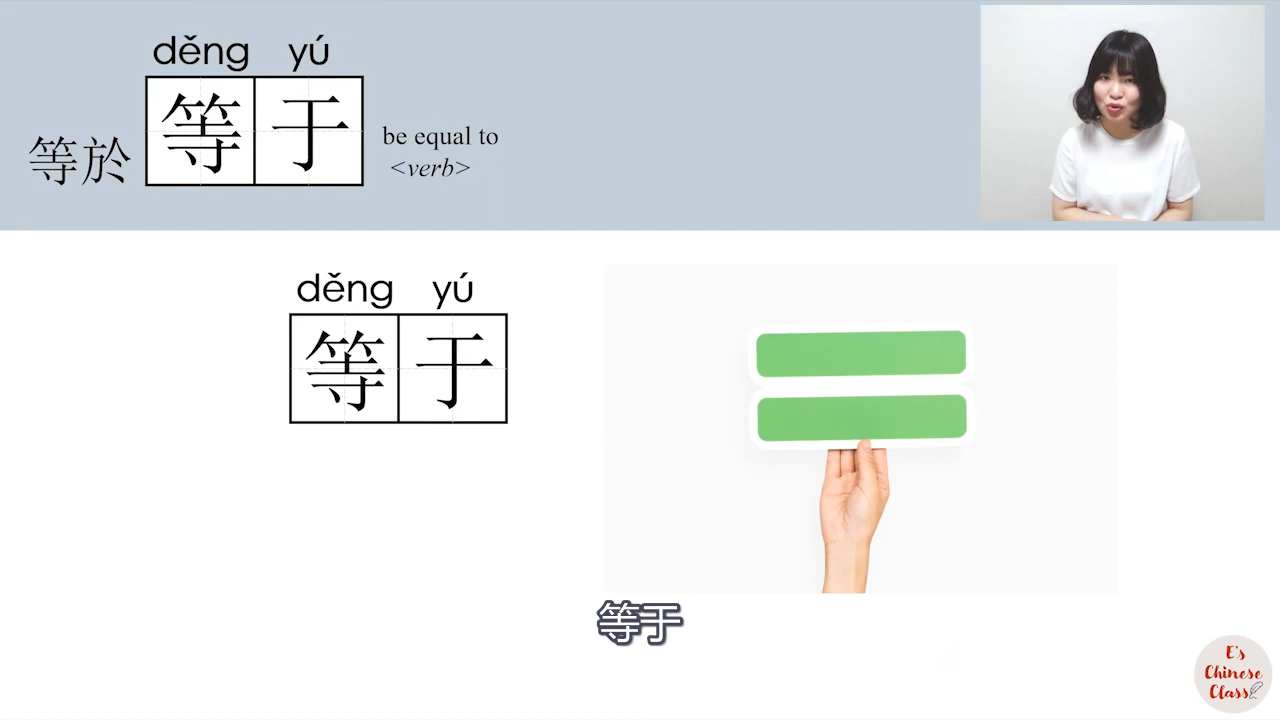 děng yú
等於 等于 be equal to
<verb>
děng yú
等于
等于
E's
Chinese
Class